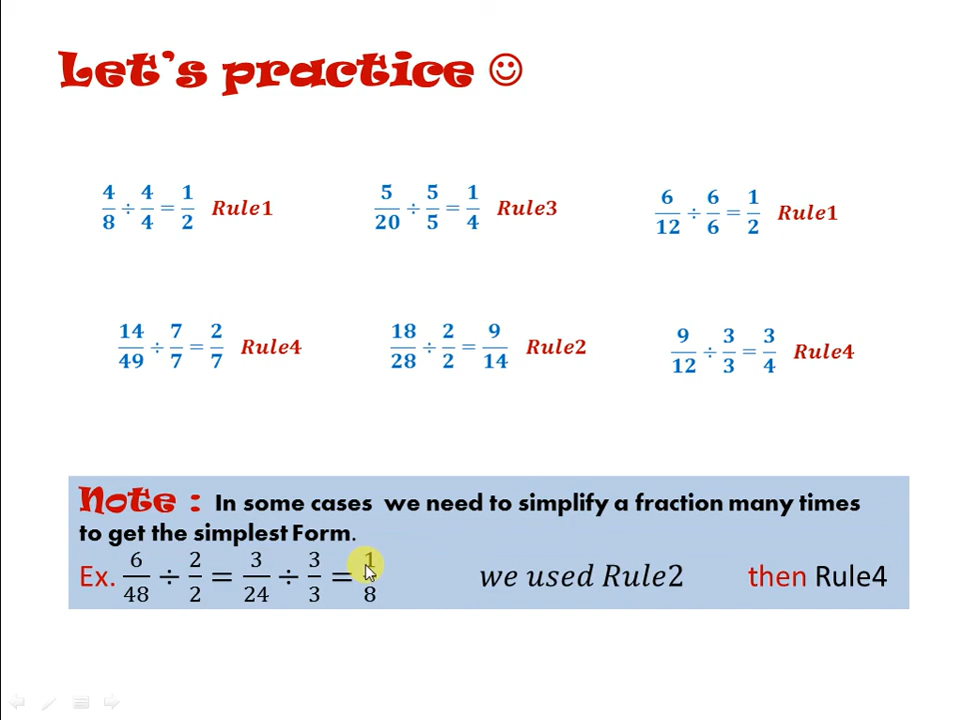 Let's practice ☺
4/8 ÷ 4/4 = 1/2 Rule1
5/20 ÷ 5/5 = 1/4 Rule3
6/12 ÷ 6/6 = 1/2 Rule1
14/49 ÷ 7/7 = 2/7 Rule4
18/28 ÷ 2/2 = 9/14 Rule2
9/12 ÷ 3/3 = 3/4 Rule4
Note : In some cases we need to simplify a fraction many times
to get the simplest Form.
Ex. 6/48 ÷ 2/2 = 3/24 ÷ 3/3 = 1/8 we used Rule2 then Rule4